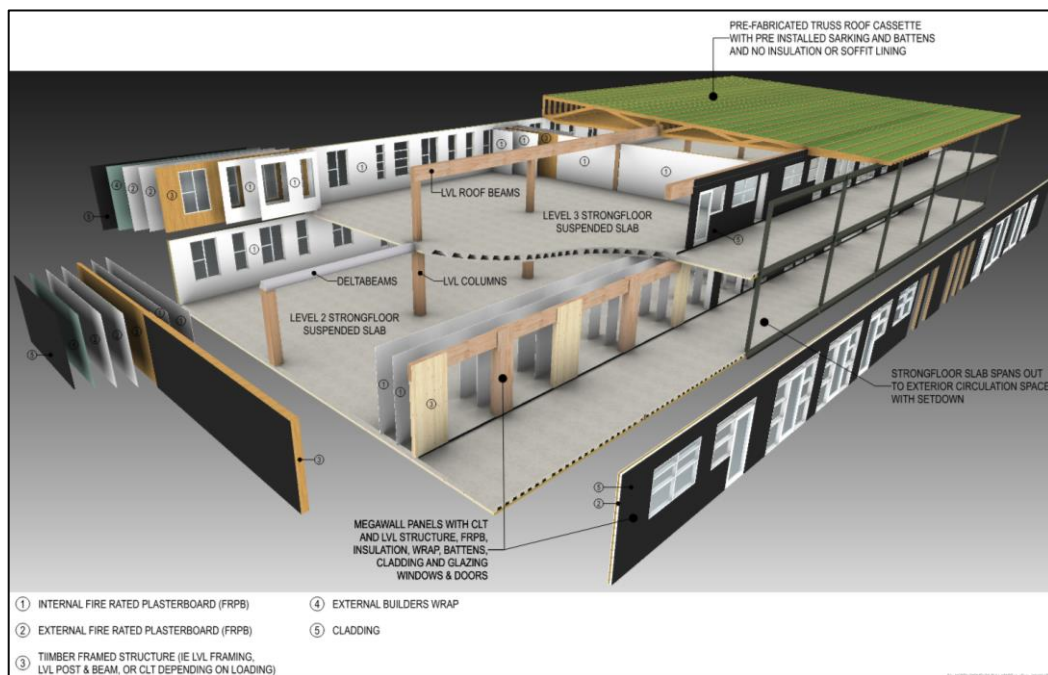 PRE-FABRICATED TRUSS ROOF CASSETTE
WITH PRE INSTALLED SARKING AND BATTENS
AND NO INSULATION OR SOFFIT LINING
LVL ROOF BEAMS
LEVEL 3 STRONGFLOOR
SUSPENDED SLAB
DELTABEAMS
LVL COLUMNS
LEVEL 2 STRONGFLOOR
SUSPENDED SLAB
STRONGFLOOR SLAB SPANS OUT
TO EXTERIOR CIRCULATION SPACE
WITH SETDOWN
MEGAWALL PANELS WITH CLT
AND LVL STRUCTURE, FRPB,
INSULATION, WRAP, BATTENS,
CLADDING AND GLAZING
WINDOWS & DOORS
1 INTERNAL FIRE RATED PLASTERBOARD (FRPB)
2 EXTERNAL FIRE RATED PLASTERBOARD (FRPB)
3 TIIMBER FRAMED STRUCTURE (IE LVL FRAMING,
LVL POST & BEAM, OR CLT DEPENDING ON LOADING)
4 EXTERNAL BUILDERS WRAP
5 CLADDING